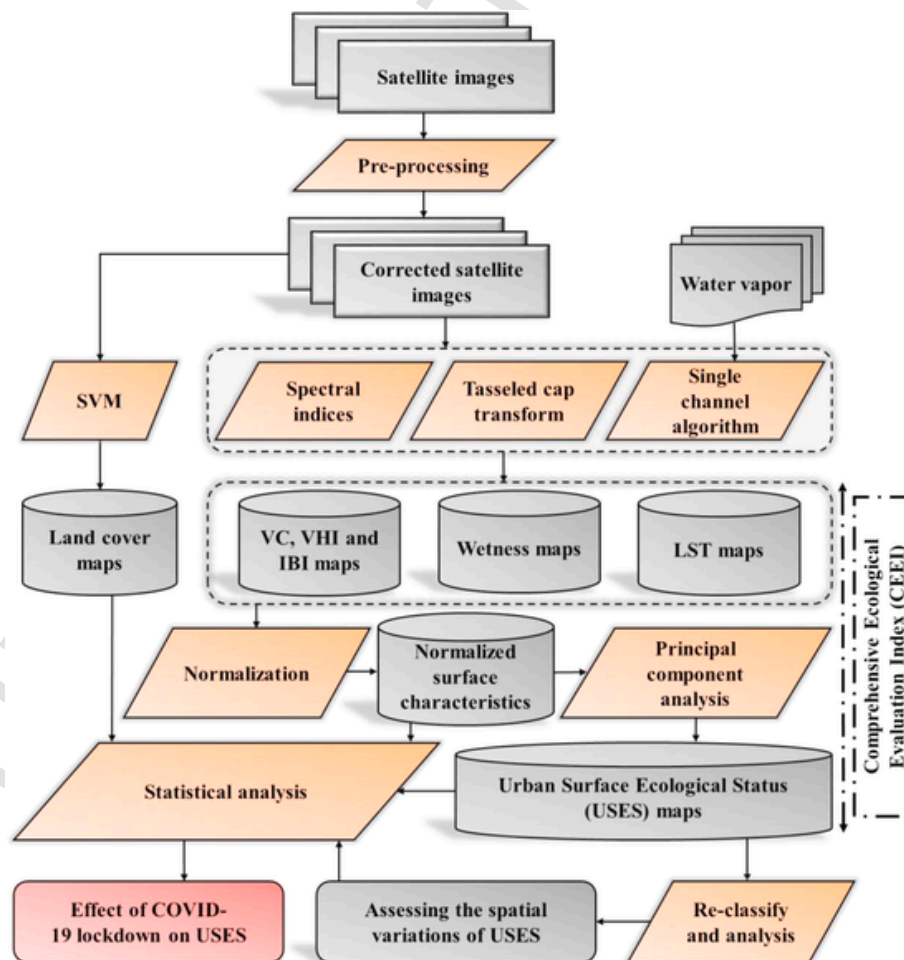 Satellite images
Pre-processing
Corrected satellite
images
Water vapor
SVM
Spectral
indices
Tasseled cap
transform
Single
channel
algorithm
Land cover
maps
VC, VHI and
IBI maps
Wetness maps
LST maps
Comprehensive Ecological
Evaluation Index (CEEI)
Normalization
Normalized
surface
characteristics
Principal
component
analysis
Statistical analysis
Urban Surface Ecological Status
(USES) maps
Effect of COVID-
19 lockdown on USES
Assessing the spatial
variations of USES
Re-classify
and analysis